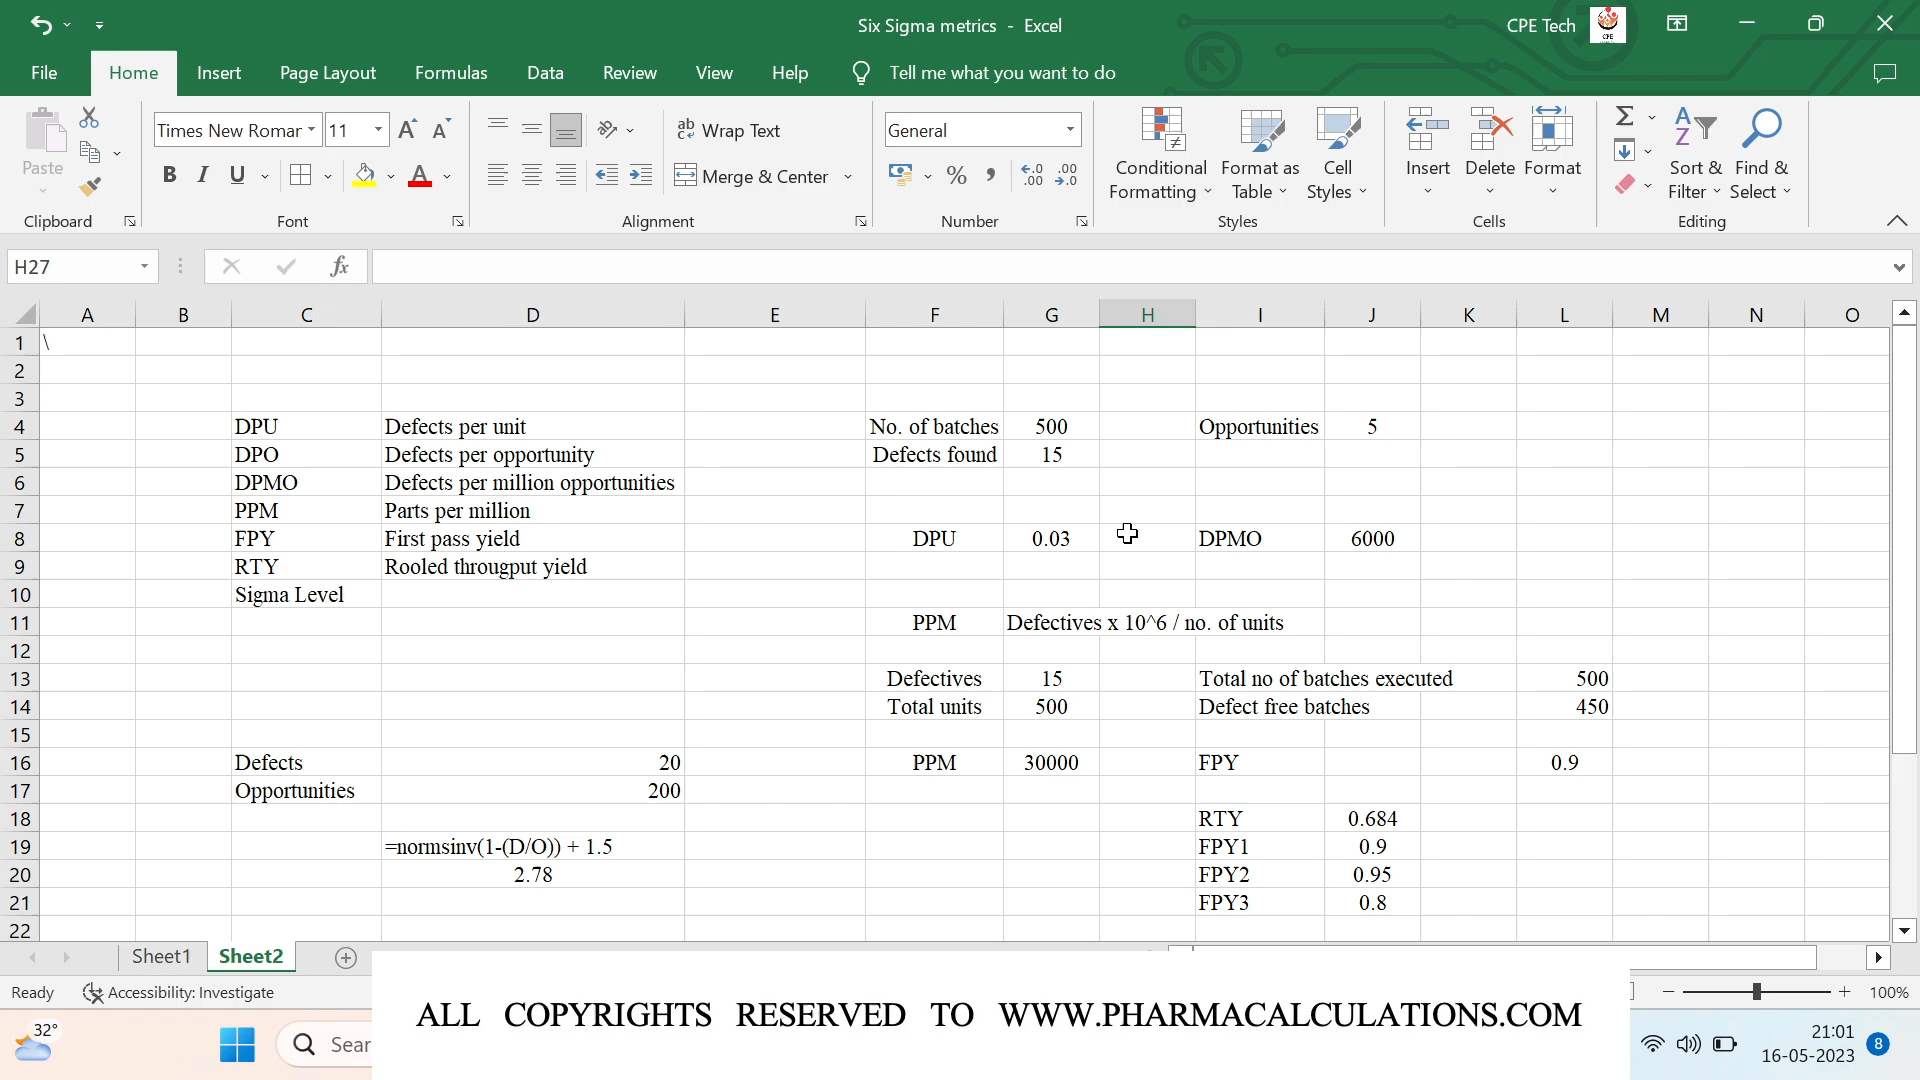 Six Sigma metrics - Excel
CPE Tech
CPE
File Home Insert Page Layout Formulas Data Review View Help Tell me what you want to do
Paste
Clipboard
Times New Romar 11
B I U
Font
Wrap Text
Merge & Center
Alignment
General
Number
Conditional Formatting
Format as Table
Cell Styles
Styles
Insert
Delete
Format
Cells
Sort & Filter
Find & Select
Editing
H27
fx
A B C D E F G H I J K L M N O
1 \
2
3
4 DPU Defects per unit No. of batches 500 Opportunities 5
5 DPO Defects per opportunity Defects found 15
6 DPMO Defects per million opportunities
7 PPM Parts per million
8 FPY First pass yield DPU 0.03 DPMO 6000
9 RTY Rooled througput yield
10 Sigma Level
11 PPM Defectives x 10^6 / no. of units
12
13 Defectives 15 Total no of batches executed 500
14 Total units 500 Defect free batches 450
15
16 Defects 20 PPM 30000 FPY 0.9
17 Opportunities 200
18 RTY 0.684
19 =normsinv(1-(D/O)) + 1.5 FPY1 0.9
20 2.78 FPY2 0.95
21 FPY3 0.8
22
Sheet1 Sheet2
Ready Accessibility: Investigate
100%
ALL COPYRIGHTS RESERVED TO WWW.PHARMACALCULATIONS.COM
32°
Sear
21:01
16-05-2023
8